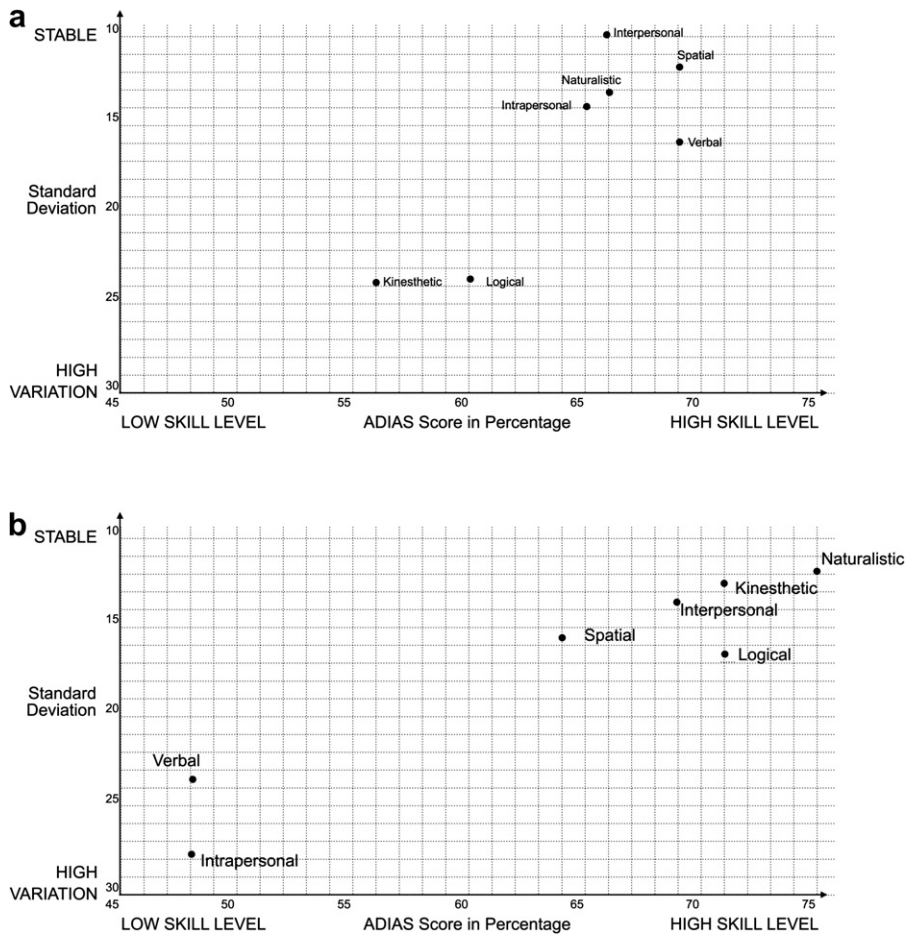 a
10
STABLE
Interpersonal
Spatial
Naturalistic
Intrapersonal
15
Verbal
Standard
Deviation
20
Kinesthetic
Logical
25
HIGH
VARIATION
30
45 50 55 60 65 70 75
LOW SKILL LEVEL ADIAS Score in Percentage HIGH SKILL LEVEL
b
10
STABLE
Naturalistic
Kinesthetic
Interpersonal
15
Spatial
Logical
Standard
Deviation
20
Verbal
25
Intrapersonal
HIGH
VARIATION
30
45 50 55 60 65 70 75
LOW SKILL LEVEL ADIAS Score in Percentage HIGH SKILL LEVEL